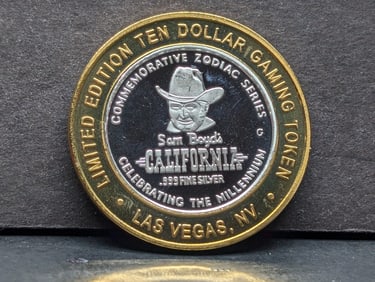 LIMITED EDITION TEN DOLLAR GAMING TOKEN
COMMEMORATIVE ZODIAC SERIES
G
Sam Boyd's
CALIFORNIA
.999 FINE SILVER
CELEBRATING THE MILLENNIUM
• LAS VEGAS, NV •